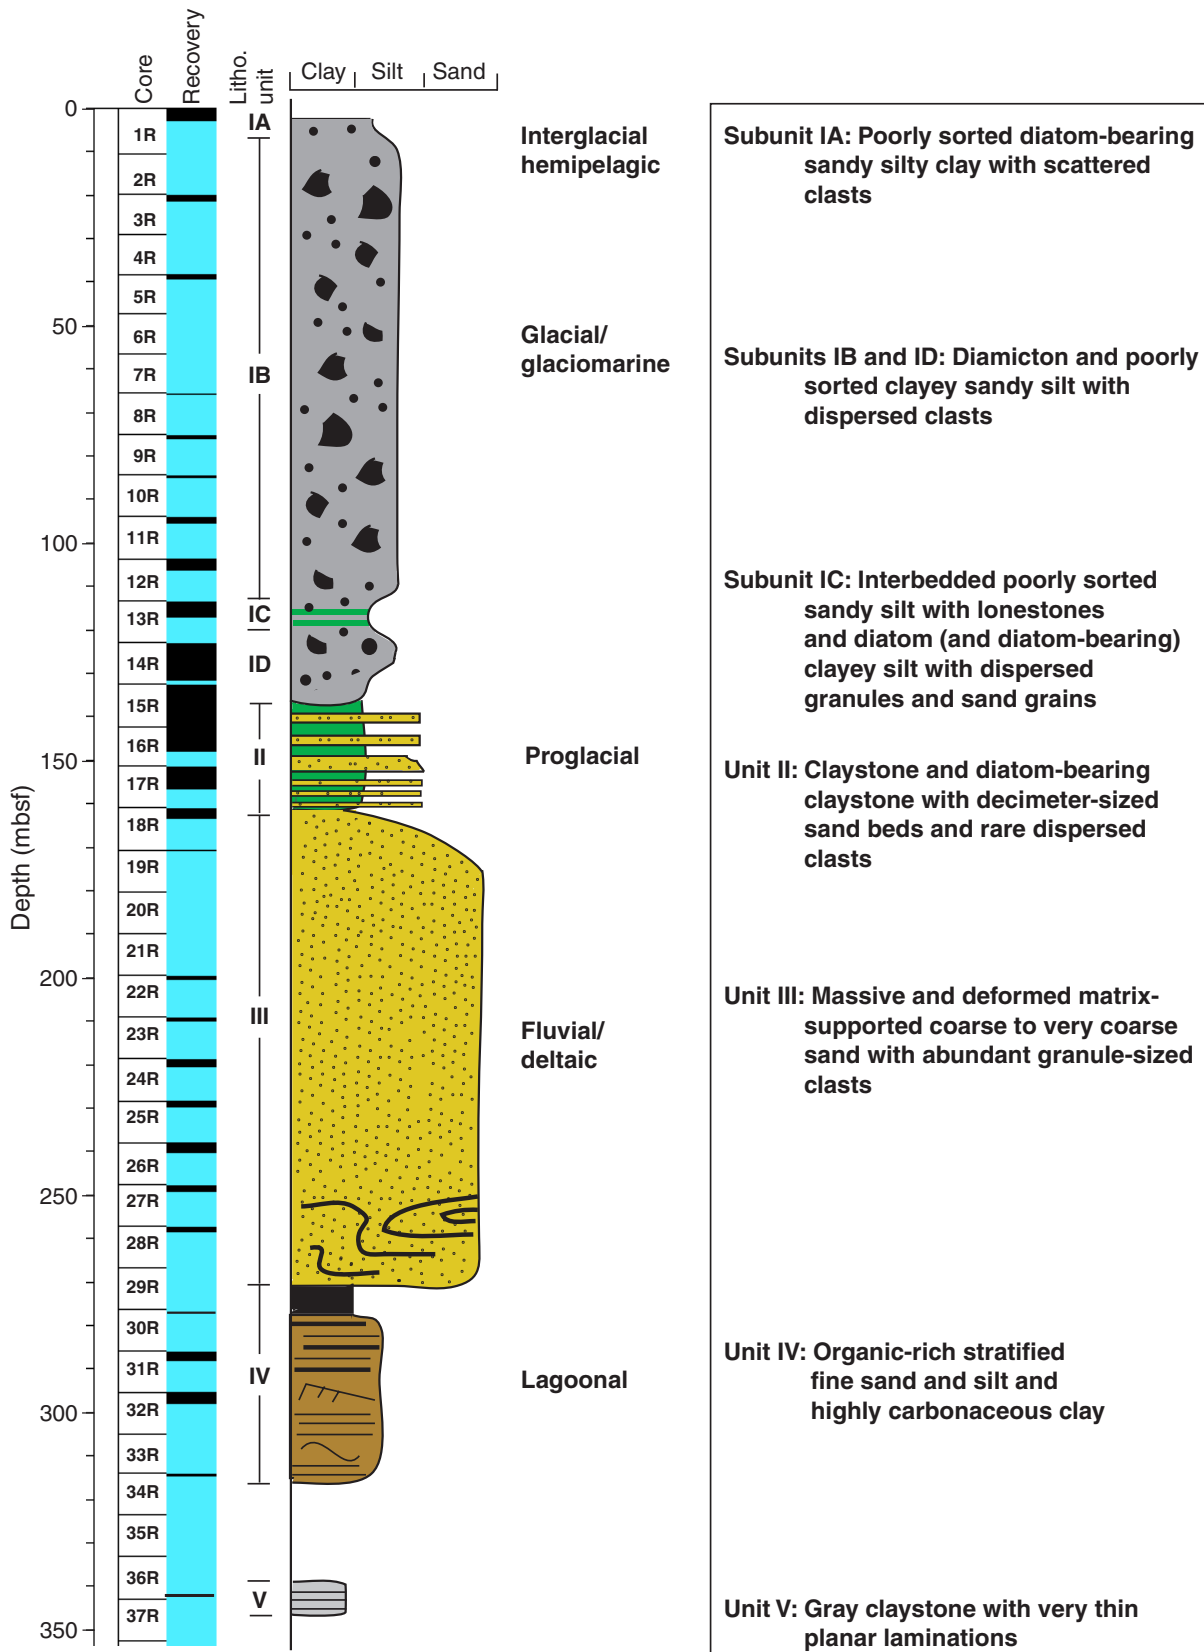 Core
Recovery
Litho.
unit
Clay
Silt
Sand
Depth (mbsf)
0
50
100
150
200
250
300
350
1R
2R
3R
4R
5R
6R
7R
8R
9R
10R
11R
12R
13R
14R
15R
16R
17R
18R
19R
20R
21R
22R
23R
24R
25R
26R
27R
28R
29R
30R
31R
32R
33R
34R
35R
36R
37R
IA
IB
IC
ID
II
III
IV
V
Interglacial
hemipelagic
Glacial/
glaciomarine
Proglacial
Fluvial/
deltaic
Lagoonal
Subunit IA: Poorly sorted diatom-bearing
sandy silty clay with scattered
clasts
Subunits IB and ID: Diamicton and poorly
sorted clayey sandy silt with
dispersed clasts
Subunit IC: Interbedded poorly sorted
sandy silt with lonestones
and diatom (and diatom-bearing)
clayey silt with dispersed
granules and sand grains
Unit II: Claystone and diatom-bearing
claystone with decimeter-sized
sand beds and rare dispersed
clasts
Unit III: Massive and deformed matrix-
supported coarse to very coarse
sand with abundant granule-sized
clasts
Unit IV: Organic-rich stratified
fine sand and silt and
highly carbonaceous clay
Unit V: Gray claystone with very thin
planar laminations